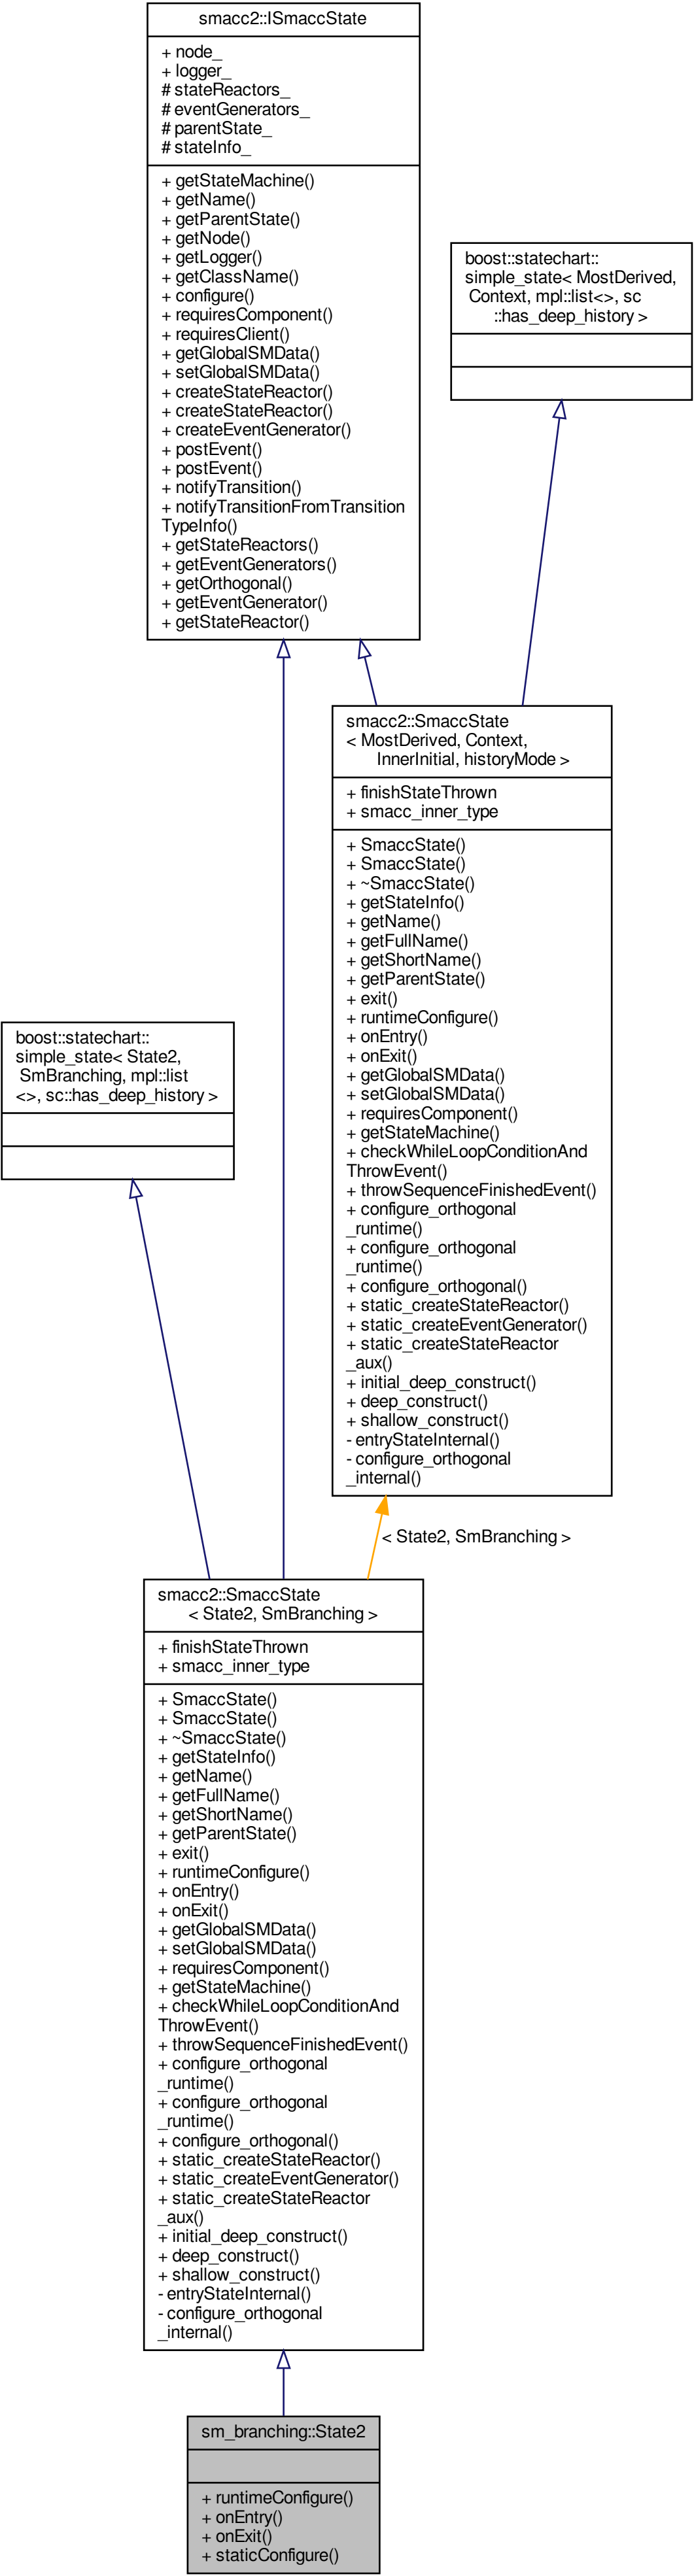 smacc2::ISmaccState
+ node_
+ logger_
# stateReactors_
# eventGenerators_
# parentState_
# stateInfo_
+ getStateMachine()
+ getName()
+ getParentState()
+ getNode()
+ getLogger()
+ getClassName()
+ configure()
+ requiresComponent()
+ requiresClient()
+ getGlobalSMData()
+ setGlobalSMData()
+ createStateReactor()
+ createStateReactor()
+ createEventGenerator()
+ postEvent()
+ postEvent()
+ notifyTransition()
+ notifyTransitionFromTransition
TypeInfo()
+ getStateReactors()
+ getEventGenerators()
+ getOrthogonal()
+ getEventGenerator()
+ getStateReactor()
boost::statechart::
simple_state< MostDerived,
Context, mpl::list<>, sc
::has_deep_history >
smacc2::SmaccState
< MostDerived, Context,
InnerInitial, historyMode >
+ finishStateThrown
+ smacc_inner_type
+ SmaccState()
+ SmaccState()
+ ~SmaccState()
+ getStateInfo()
+ getName()
+ getFullName()
+ getShortName()
+ getParentState()
+ exit()
+ runtimeConfigure()
+ onEntry()
+ onExit()
+ getGlobalSMData()
+ setGlobalSMData()
+ requiresComponent()
+ getStateMachine()
+ checkWhileLoopConditionAnd
ThrowEvent()
+ throwSequenceFinishedEvent()
+ configure_orthogonal
_runtime()
+ configure_orthogonal
_runtime()
+ configure_orthogonal()
+ static_createStateReactor()
+ static_createEventGenerator()
+ static_createStateReactor
_aux()
+ initial_deep_construct()
+ deep_construct()
+ shallow_construct()
- entryStateInternal()
- configure_orthogonal
_internal()
boost::statechart::
simple_state< State2,
SmBranching, mpl::list
<>, sc::has_deep_history >
< State2, SmBranching >
smacc2::SmaccState
< State2, SmBranching >
+ finishStateThrown
+ smacc_inner_type
+ SmaccState()
+ SmaccState()
+ ~SmaccState()
+ getStateInfo()
+ getName()
+ getFullName()
+ getShortName()
+ getParentState()
+ exit()
+ runtimeConfigure()
+ onEntry()
+ onExit()
+ getGlobalSMData()
+ setGlobalSMData()
+ requiresComponent()
+ getStateMachine()
+ checkWhileLoopConditionAnd
ThrowEvent()
+ throwSequenceFinishedEvent()
+ configure_orthogonal
_runtime()
+ configure_orthogonal
_runtime()
+ configure_orthogonal()
+ static_createStateReactor()
+ static_createEventGenerator()
+ static_createStateReactor
_aux()
+ initial_deep_construct()
+ deep_construct()
+ shallow_construct()
- entryStateInternal()
- configure_orthogonal
_internal()
sm_branching::State2
+ runtimeConfigure()
+ onEntry()
+ onExit()
+ staticConfigure()